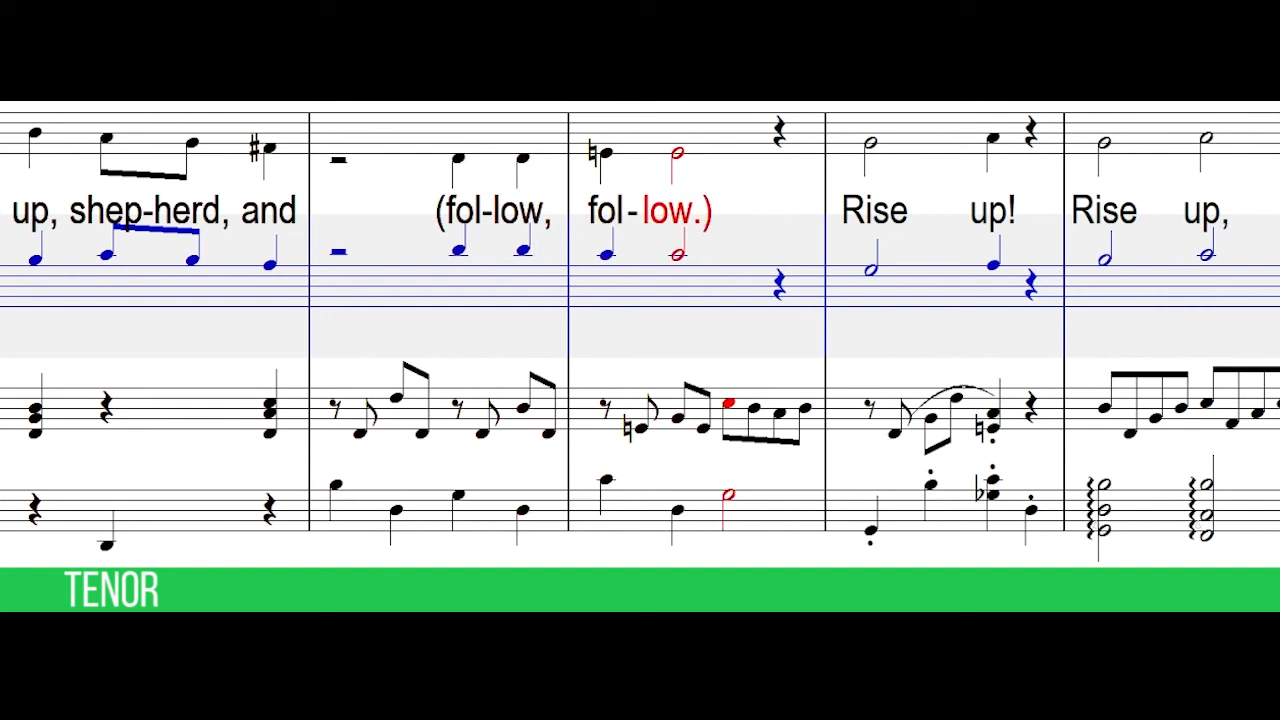 up, shep-herd, and (fol-low, fol-low.) Rise up! Rise up,
TENOR